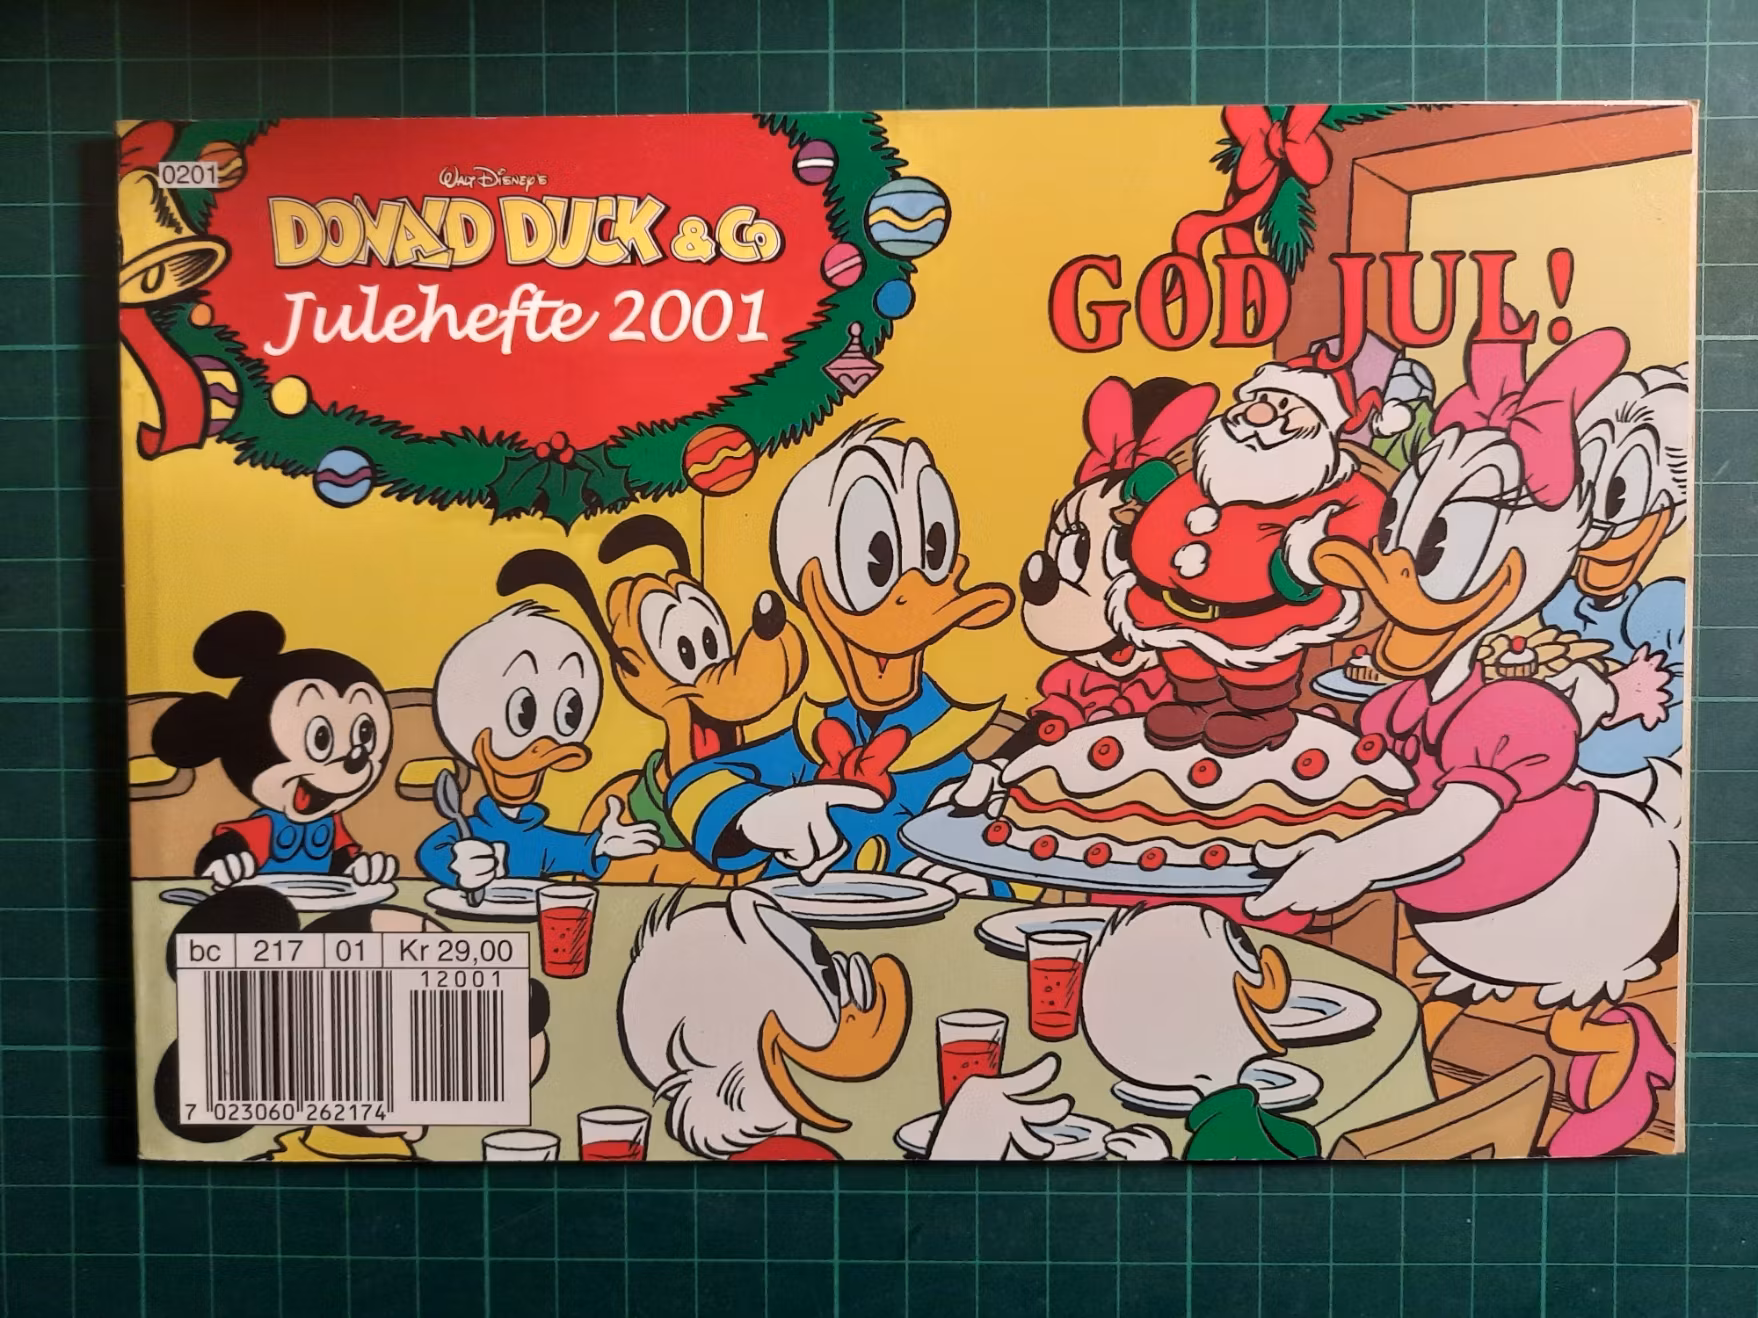 0201
Walt Disney's
DONALD DUCK & Co
Julehefte 2001
GOD JUL!
bc 217 01 Kr 29,00
12001
7 023060 262174